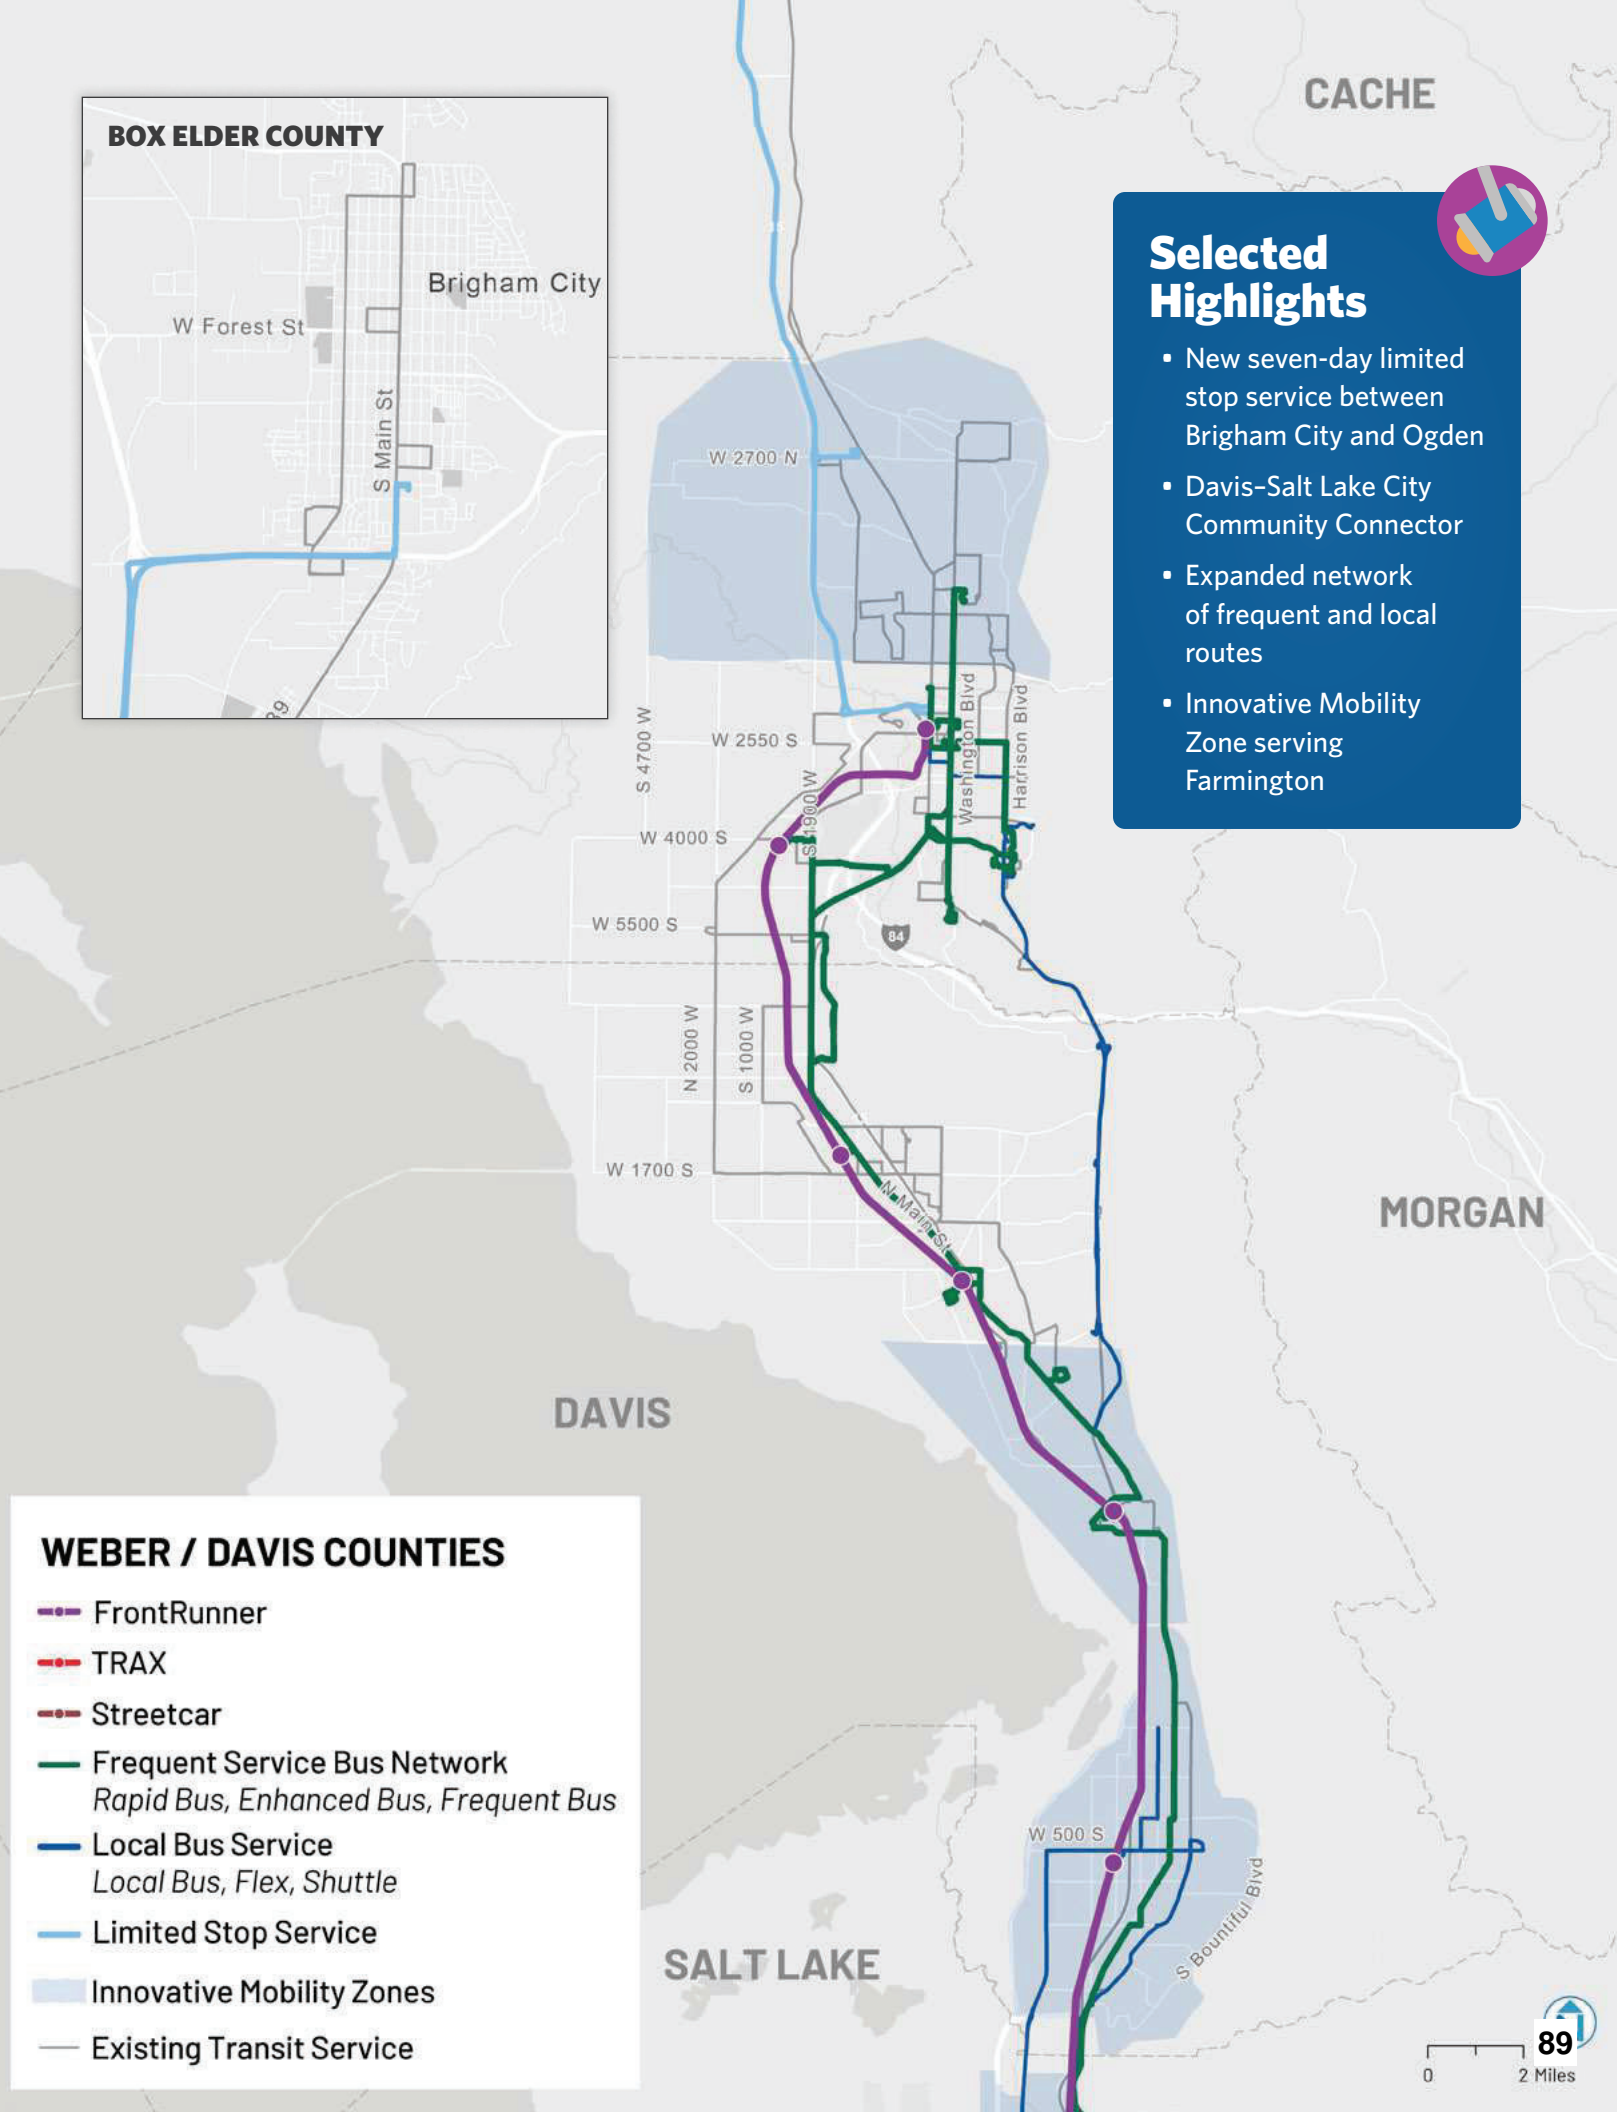 CACHE
BOX ELDER COUNTY
Brigham City
W Forest St
S Main St
89
Selected
Highlights
• New seven-day limited
stop service between
Brigham City and Ogden
• Davis–Salt Lake City
Community Connector
• Expanded network
of frequent and local
routes
• Innovative Mobility
Zone serving
Farmington
15
W 2700 N
S 4700 W
W 2550 S
S 1900 W
Washington Blvd
Harrison Blvd
W 4000 S
W 5500 S
84
N 2000 W
S 1000 W
W 1700 S
N Main St
MORGAN
DAVIS
WEBER / DAVIS COUNTIES
FrontRunner
TRAX
Streetcar
Frequent Service Bus Network
Rapid Bus, Enhanced Bus, Frequent Bus
Local Bus Service
Local Bus, Flex, Shuttle
Limited Stop Service
Innovative Mobility Zones
Existing Transit Service
W 500 S
S Bountiful Blvd
SALT LAKE
89
0
2 Miles